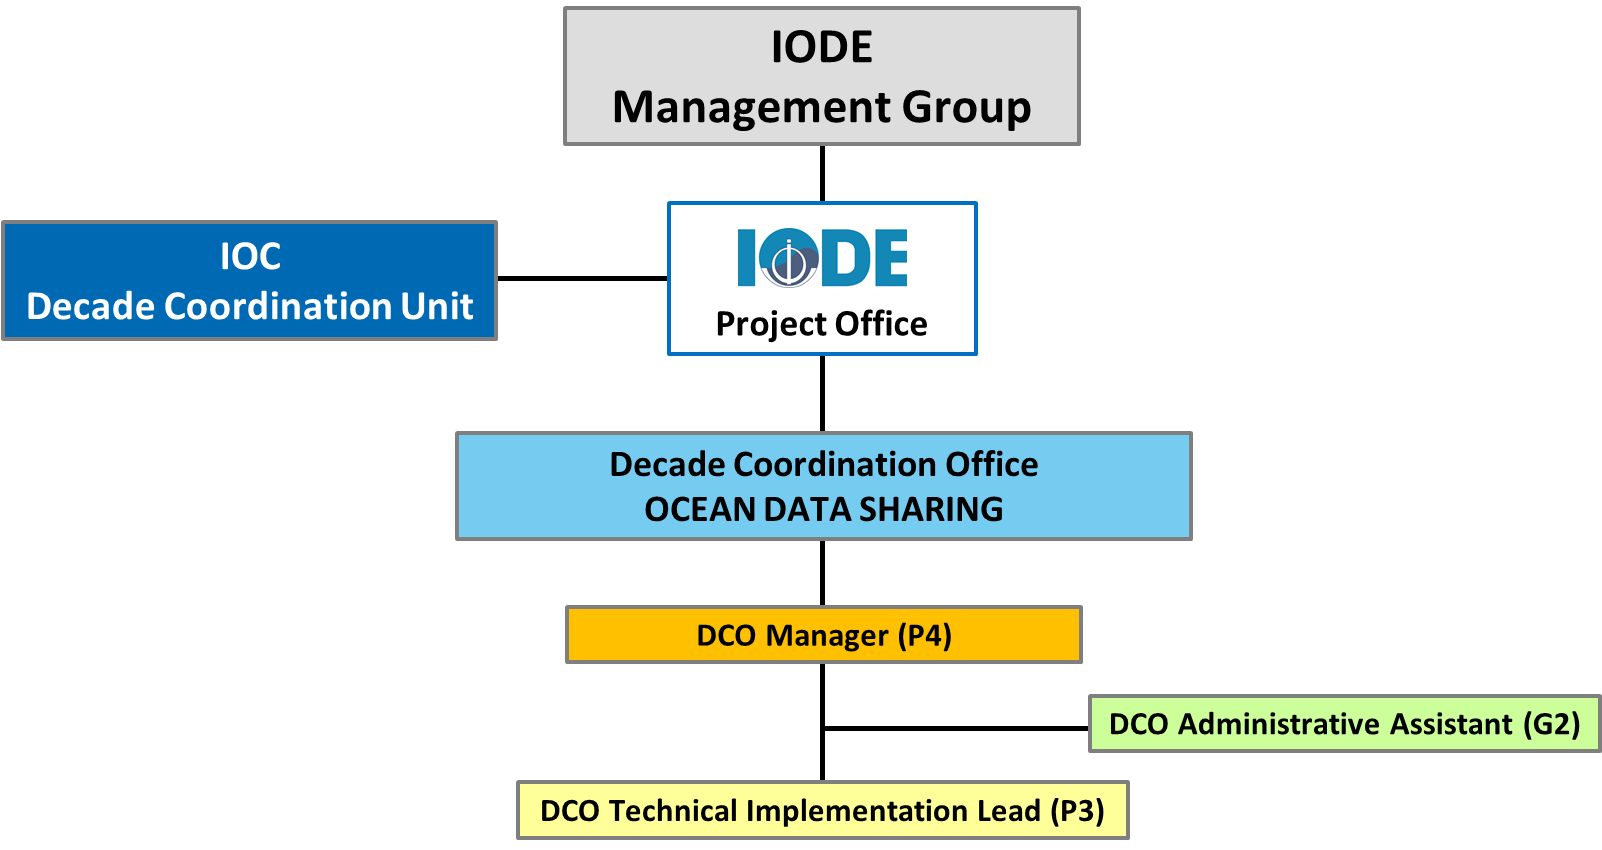 IODE
Management Group
IOC
Decade Coordination Unit
IODE
Project Office
Decade Coordination Office
OCEAN DATA SHARING
DCO Manager (P4)
DCO Administrative Assistant (G2)
DCO Technical Implementation Lead (P3)